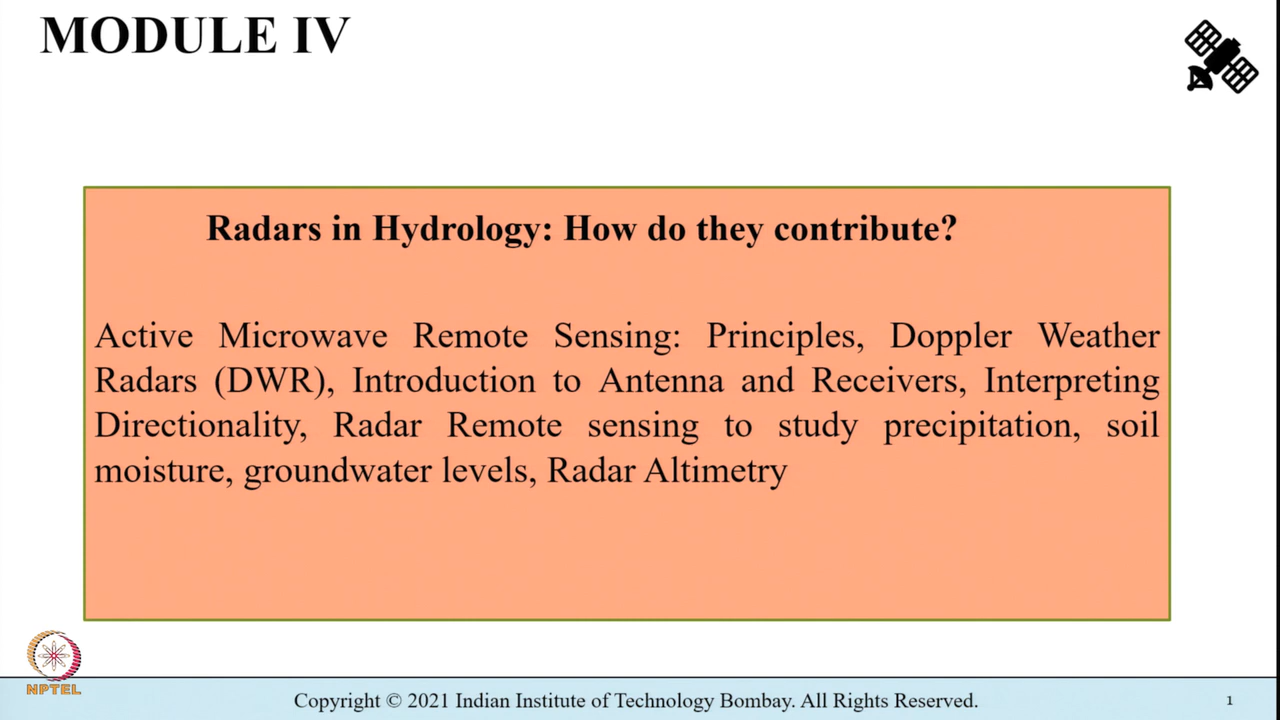 MODULE IV
Radars in Hydrology: How do they contribute?
Active Microwave Remote Sensing: Principles, Doppler Weather
Radars (DWR), Introduction to Antenna and Receivers, Interpreting
Directionality, Radar Remote sensing to study precipitation, soil
moisture, groundwater levels, Radar Altimetry
NPTEL
Copyright © 2021 Indian Institute of Technology Bombay. All Rights Reserved.
1